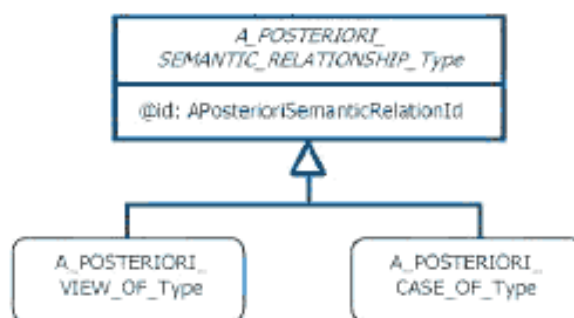 A_POSTERIORI_
SEMANTIC_RELATIONSHIP_Type
@id: APosterioriSemanticRelationId
A_POSTERIORI_
VIEW_OF_Type
A_POSTERIORI_
CASE_OF_Type